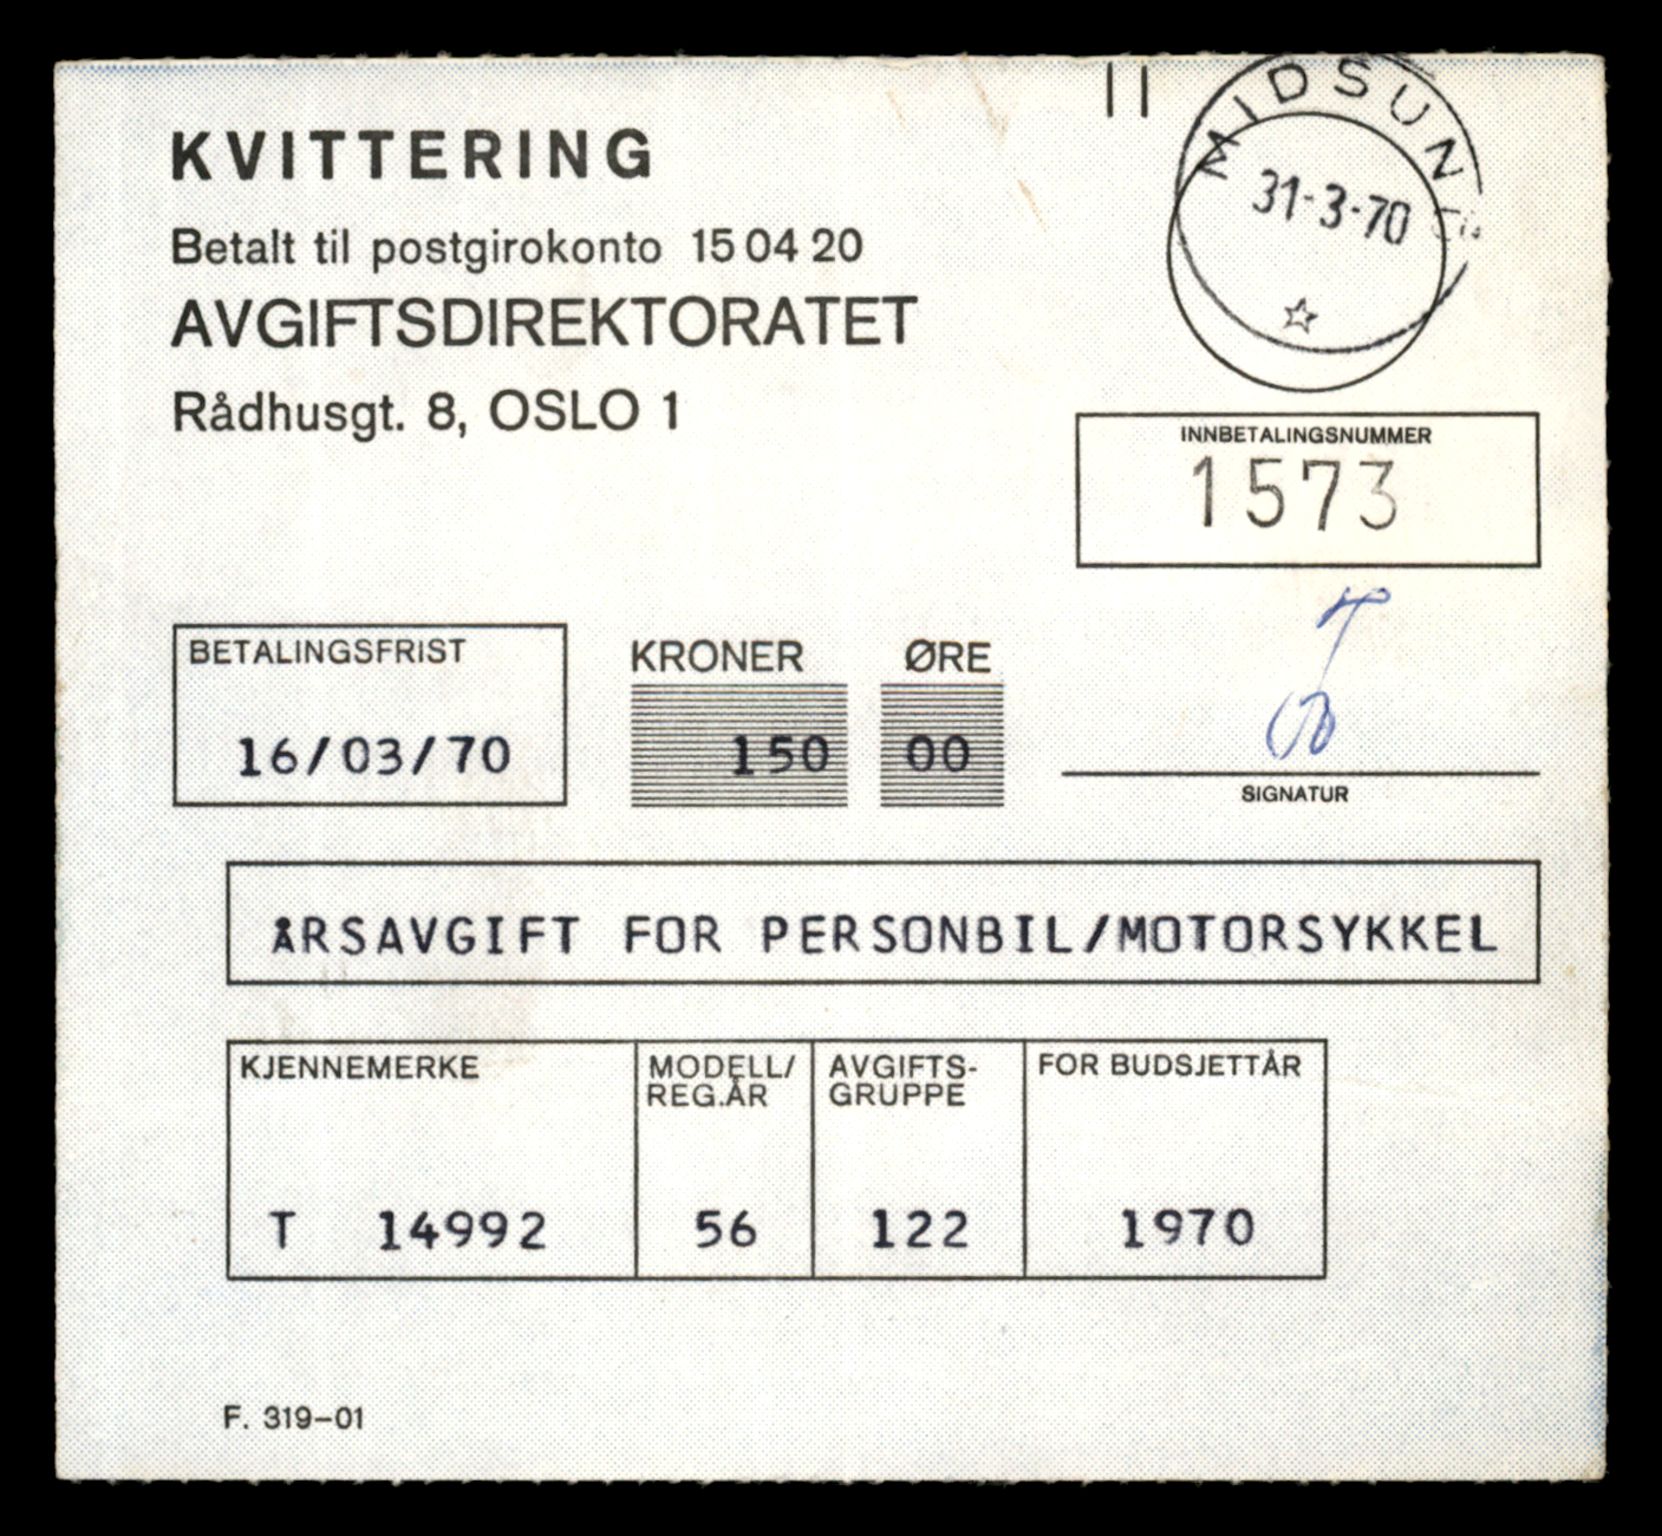 KVITTERING
Betalt til postgirokonto 15 04 20
AVGIFTSDIREKTORATET
Rådhusgt. 8, OSLO 1
MIDSUND
31-3-70
INNBETALINGSNUMMER
1573
BETALINGSFRIST
16/03/70
KRONER ØRE
150 00
SIGNATUR
ÅRSAVGIFT FOR PERSONBIL/MOTORSYKKEL
KJENNEMERKE MODELL/ REG.ÅR AVGIFTS- GRUPPE FOR BUDSJETTÅR
T 14992 56 122 1970
F. 319-01